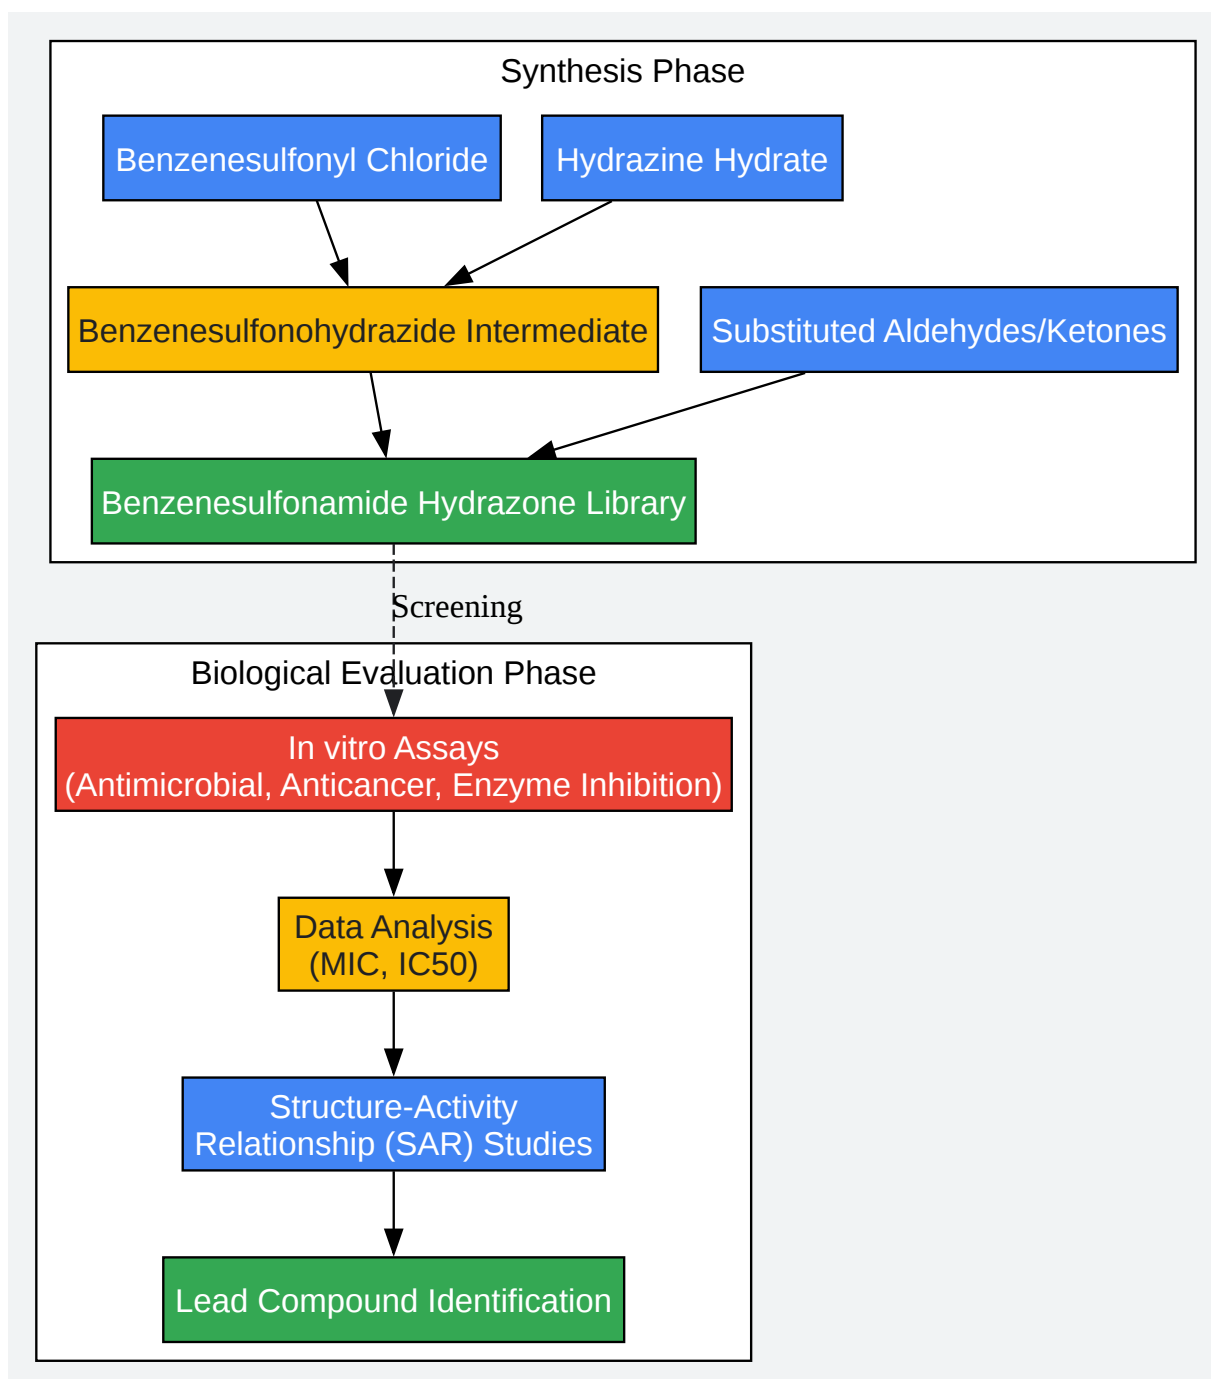 Synthesis Phase
Benzenesulfonyl Chloride
Hydrazine Hydrate
Benzenesulfonohydrazide Intermediate
Substituted Aldehydes/Ketones
Benzenesulfonamide Hydrazone Library
Screening
Biological Evaluation Phase
In vitro Assays
(Antimicrobial, Anticancer, Enzyme Inhibition)
Data Analysis
(MIC, IC50)
Structure-Activity
Relationship (SAR) Studies
Lead Compound Identification